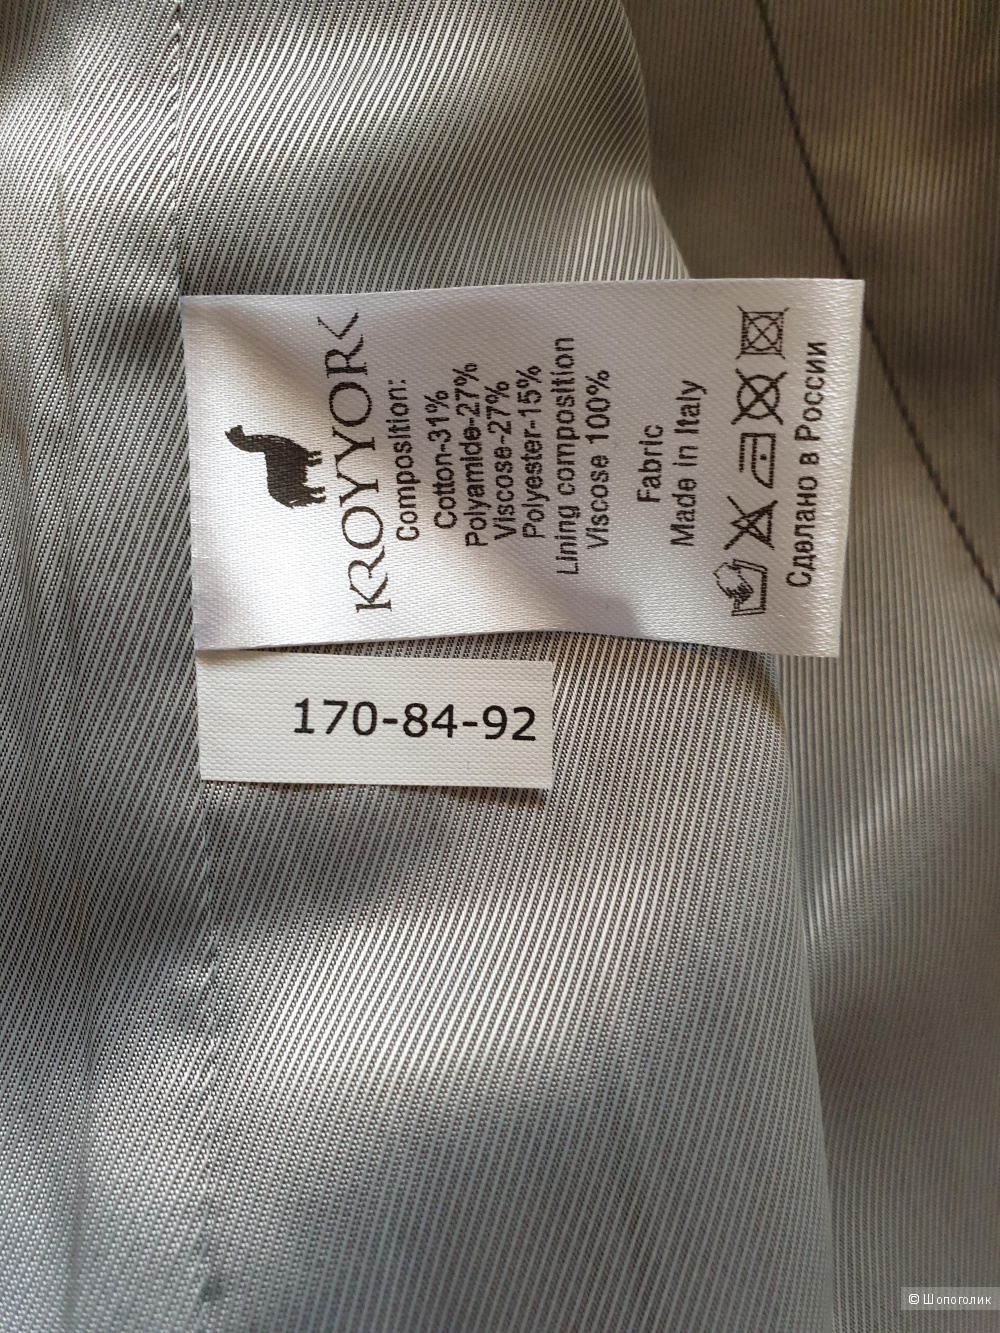 KROYYORK
Composition:
Cotton-31%
Polyamide-27%
Viscose-27%
Polyester-15%
Lining composition
Viscose 100%
Fabric
Made in Italy
Сделано в России
170-84-92
© Шопоголик